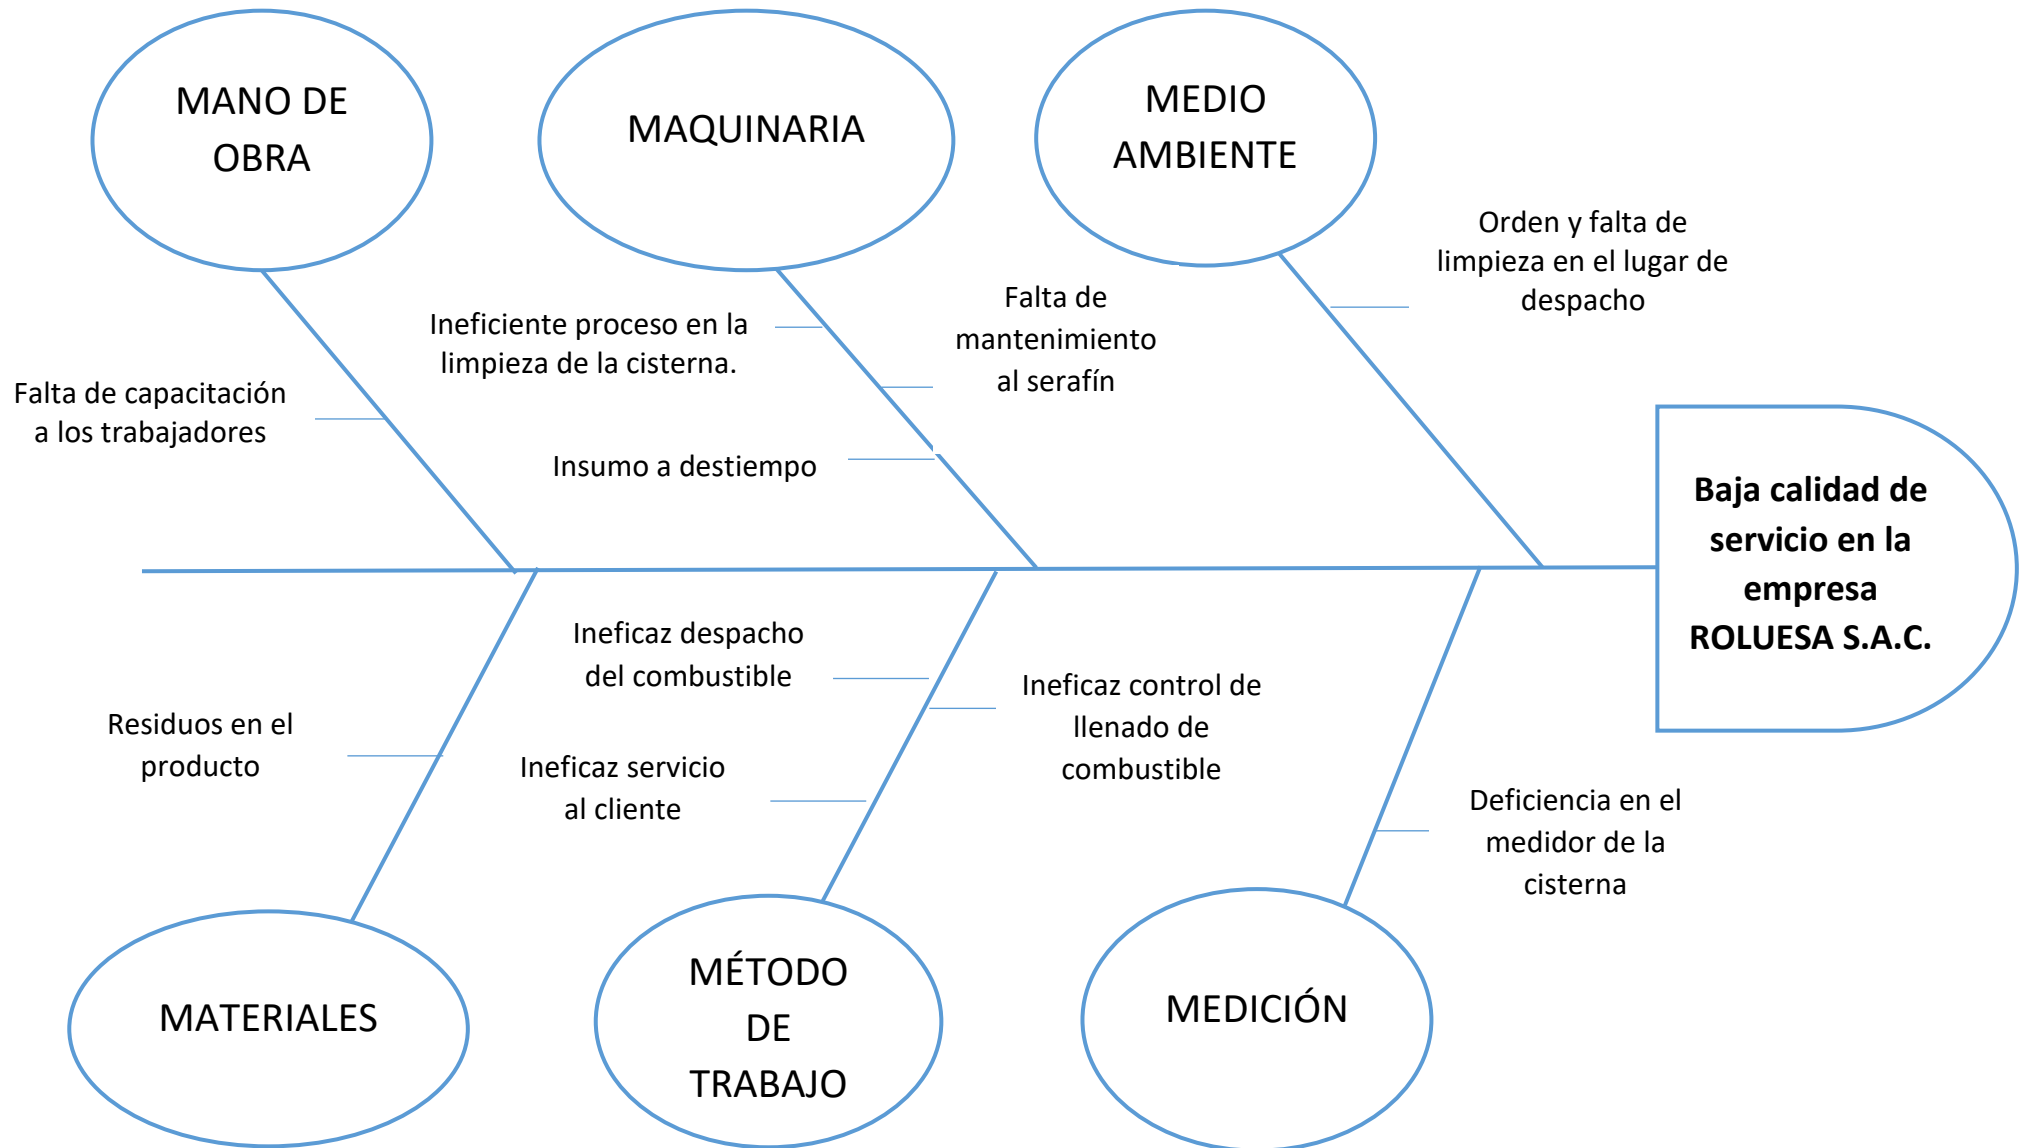 MANO DE
OBRA
MAQUINARIA
MEDIO
AMBIENTE
Orden y falta de
limpieza en el lugar de
despacho
Ineficiente proceso en la
limpieza de la cisterna.
Falta de
mantenimiento
al serafín
Falta de capacitación
a los trabajadores
Insumo a destiempo
Baja calidad de
servicio en la
empresa
ROLUESA S.A.C.
Ineficaz despacho
del combustible
Ineficaz control de
llenado de
combustible
Residuos en el
producto
Ineficaz servicio
al cliente
Deficiencia en el
medidor de la
cisterna
MATERIALES
MÉTODO
DE
TRABAJO
MEDICIÓN